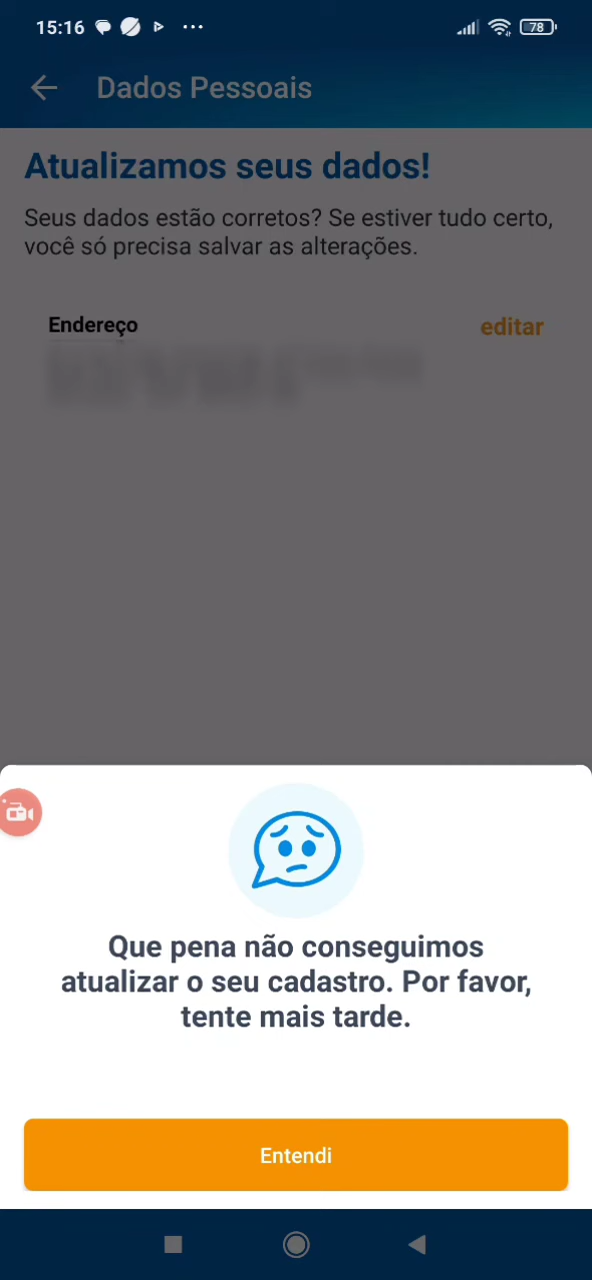 15:16
78
Dados Pessoais
Atualizamos seus dados!
Seus dados estão corretos? Se estiver tudo certo,
você só precisa salvar as alterações.
Endereço
editar
Que pena não conseguimos
atualizar o seu cadastro. Por favor,
tente mais tarde.
Entendi